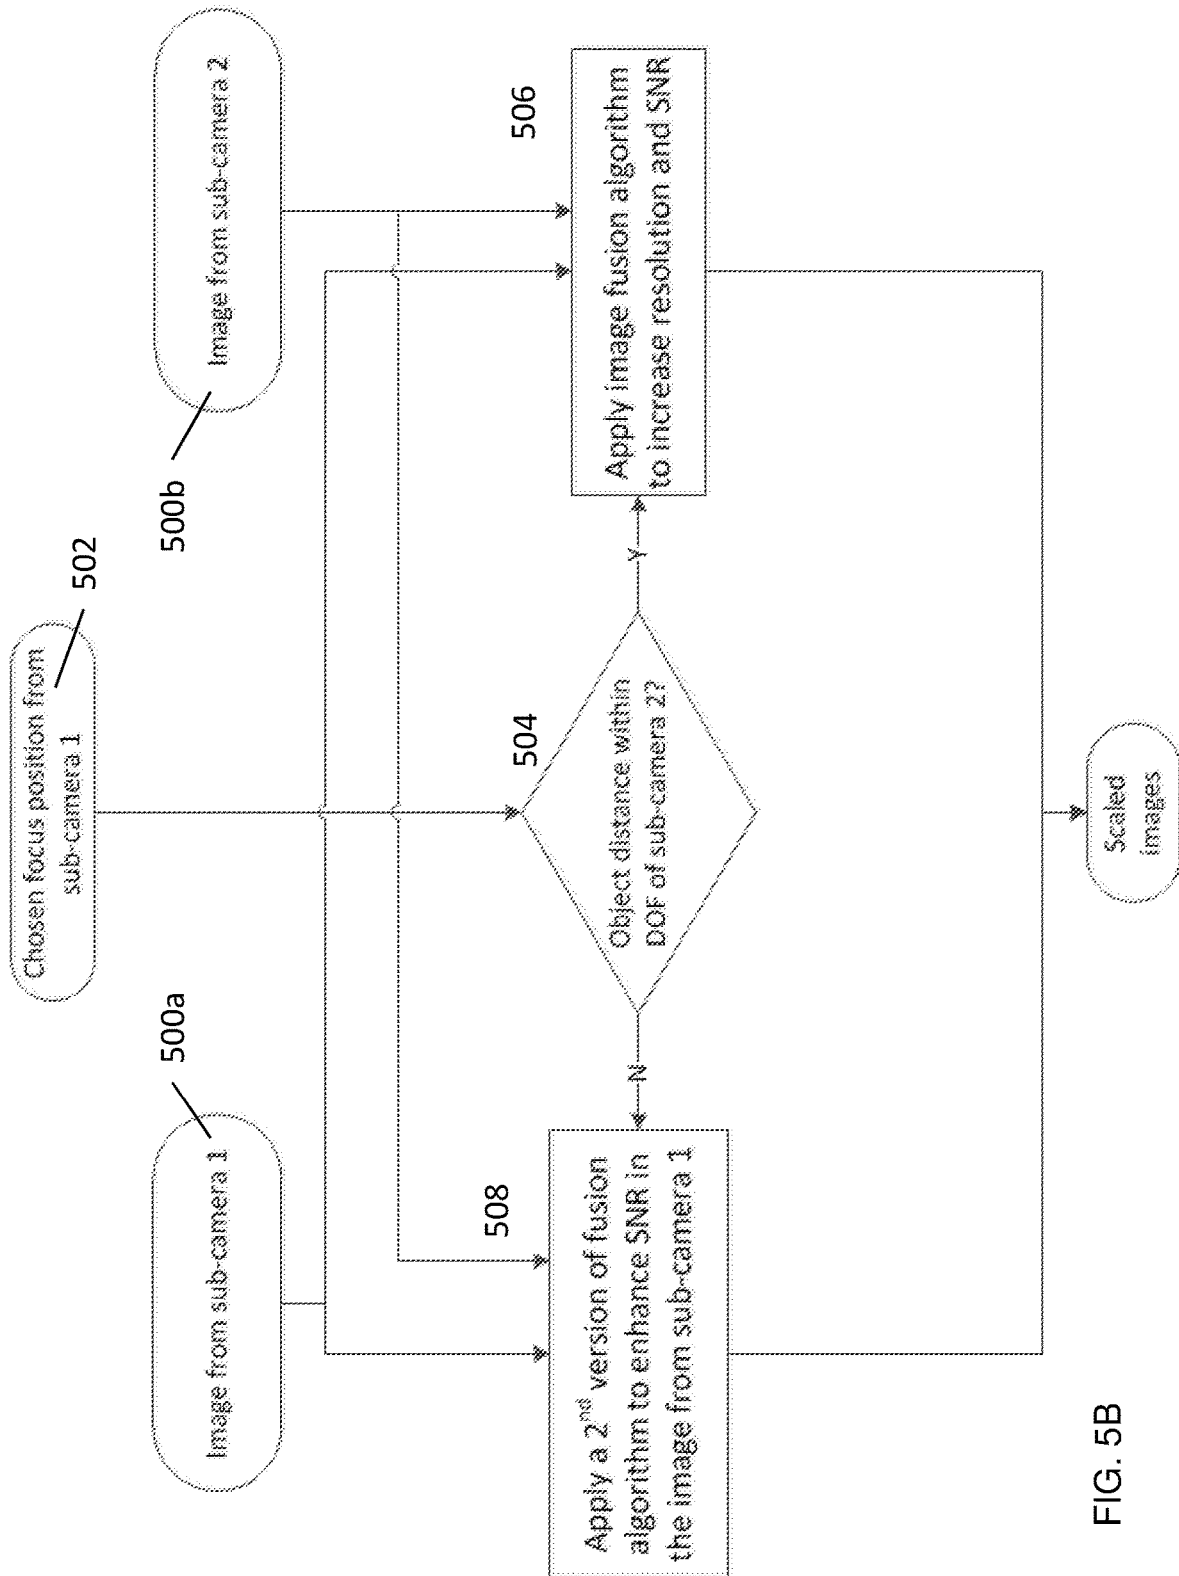 Chosen focus position from
sub-camera 1
502
Image from sub-camera 1
500a
Image from sub-camera 2
500b
Object distance within
DOF of sub-camera 2?
504
N
Y
Apply a 2nd version of fusion
algorithm to enhance SNR in
the image from sub-camera 1
508
Apply image fusion algorithm
to increase resolution and SNR
506
Scaled
images
FIG. 5B